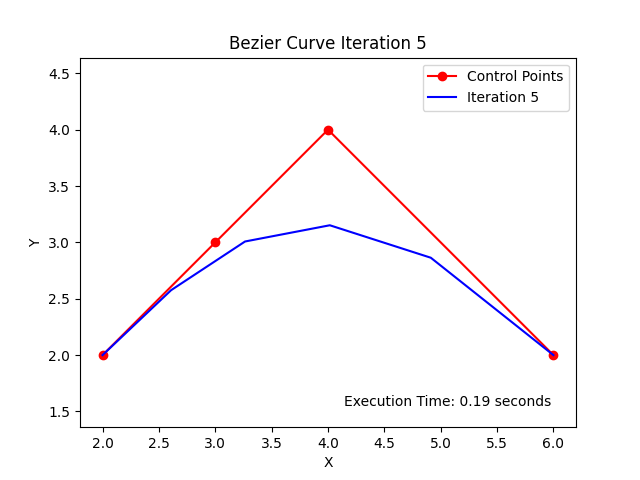 Bezier Curve Iteration 5
Control Points
Iteration 5
4.5
4.0
3.5
3.0
2.5
2.0
1.5
Y
Execution Time: 0.19 seconds
2.0 2.5 3.0 3.5 4.0 4.5 5.0 5.5 6.0
X